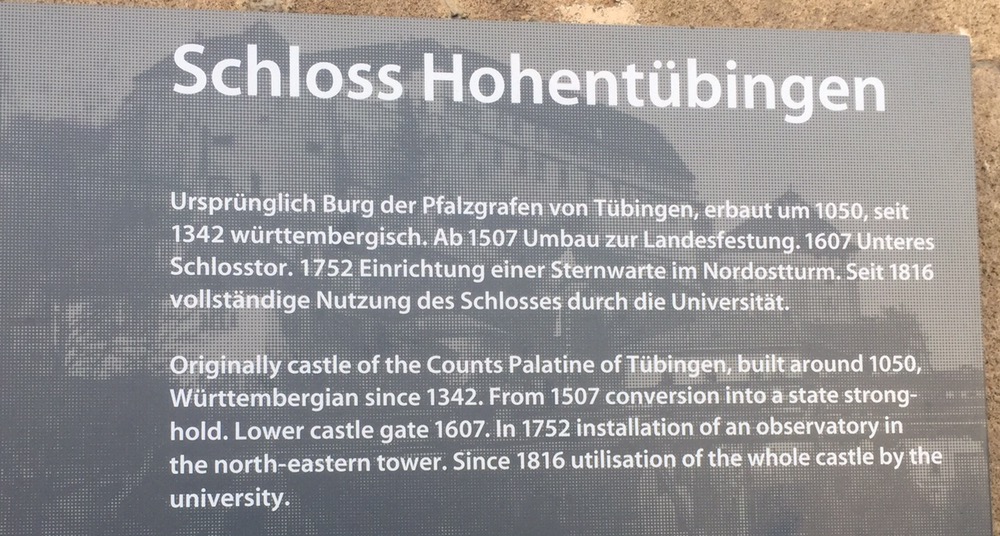 Schloss Hohentübingen
Ursprünglich Burg der Pfalzgrafen von Tübingen, erbaut um 1050, seit
1342 württembergisch. Ab 1507 Umbau zur Landesfestung. 1607 Unteres
Schlosstor. 1752 Einrichtung einer Sternwarte im Nordostturm. Seit 1816
vollständige Nutzung des Schlosses durch die Universität.
Originally castle of the Counts Palatine of Tübingen, built around 1050,
Württembergian since 1342. From 1507 conversion into a state strong-
hold. Lower castle gate 1607. In 1752 installation of an observatory in
the north-eastern tower. Since 1816 utilisation of the whole castle by the
university.